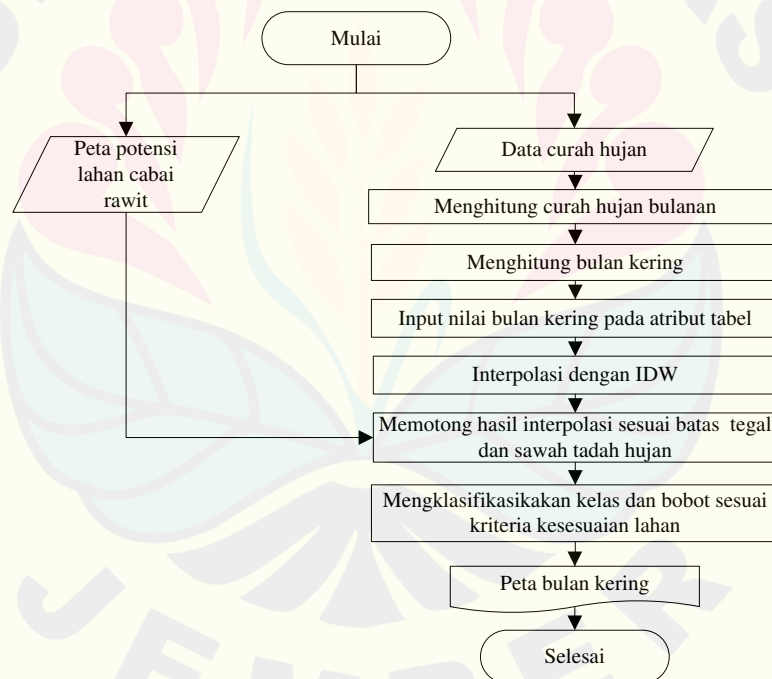 Mulai
Peta potensi
lahan cabai
rawit
Data curah hujan
Menghitung curah hujan bulanan
Menghitung bulan kering
Input nilai bulan kering pada atribut tabel
Interpolasi dengan IDW
Memotong hasil interpolasi sesuai batas tegal
dan sawah tadah hujan
Mengklasifikasikakan kelas dan bobot sesuai
kriteria kesesuaian lahan
Peta bulan kering
Selesai
JEMBER